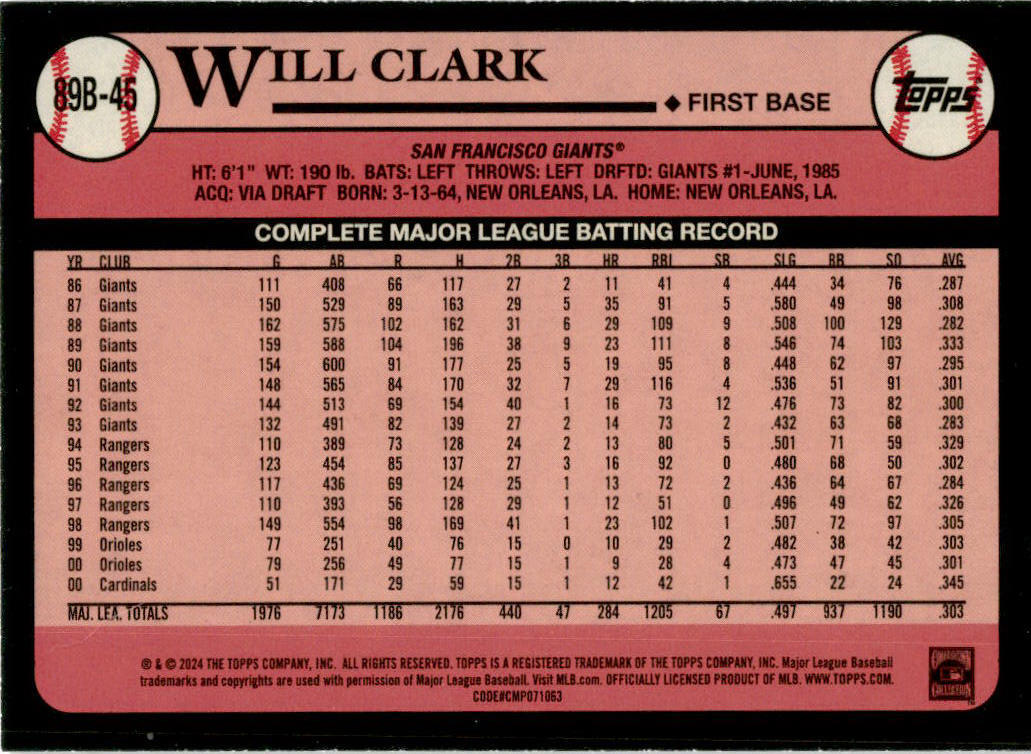 89B-45
WILL CLARK
◆ FIRST BASE
Topps
SAN FRANCISCO GIANTS®
HT: 6'1" WT: 190 lb. BATS: LEFT THROWS: LEFT DRFTD: GIANTS #1-JUNE, 1985
ACQ: VIA DRAFT BORN: 3-13-64, NEW ORLEANS, LA. HOME: NEW ORLEANS, LA.
COMPLETE MAJOR LEAGUE BATTING RECORD
YR CLUB G AB R H 2B 3B HR RBI SB SLG BB SO AVG
86 Giants 111 408 66 117 27 2 11 41 4 .444 34 76 .287
87 Giants 150 529 89 163 29 5 35 91 5 .580 49 98 .308
88 Giants 162 575 102 162 31 6 29 109 9 .508 100 129 .282
89 Giants 159 588 104 196 38 9 23 111 8 .546 74 103 .333
90 Giants 154 600 91 177 25 5 19 95 8 .448 62 97 .295
91 Giants 148 565 84 170 32 7 29 116 4 .536 51 91 .301
92 Giants 144 513 69 154 40 1 16 73 12 .476 73 82 .300
93 Giants 132 491 82 139 27 2 14 73 2 .432 63 68 .283
94 Rangers 110 389 73 128 24 2 13 80 5 .501 71 59 .329
95 Rangers 123 454 85 137 27 3 16 92 0 .480 68 50 .302
96 Rangers 117 436 69 124 25 1 13 72 2 .436 64 67 .284
97 Rangers 110 393 56 128 29 1 12 51 0 .496 49 62 .326
98 Rangers 149 554 98 169 41 1 23 102 1 .507 72 97 .305
99 Orioles 77 251 40 76 15 0 10 29 2 .482 38 42 .303
00 Orioles 79 256 49 77 15 1 9 28 4 .473 47 45 .301
00 Cardinals 51 171 29 59 15 1 12 42 1 .655 22 24 .345
MAJ. LEA. TOTALS 1976 7173 1186 2176 440 47 284 1205 67 .497 937 1190 .303
® & © 2024 THE TOPPS COMPANY, INC. ALL RIGHTS RESERVED. TOPPS IS A REGISTERED TRADEMARK OF THE TOPPS COMPANY, INC. Major League Baseball
trademarks and copyrights are used with permission of Major League Baseball. Visit MLB.com. OFFICIALLY LICENSED PRODUCT OF MLB. WWW.TOPPS.COM.
CODE#CMP071063
COOPERSTOWN
COLLECTION